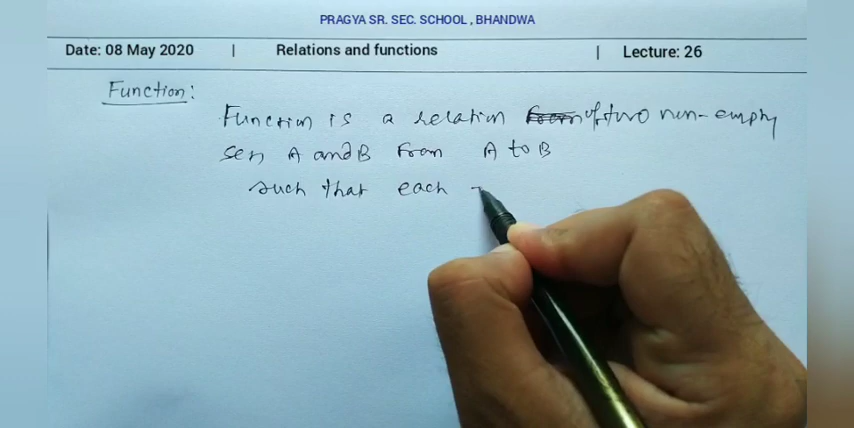 PRAGYA SR. SEC. SCHOOL , BHANDWA
Date: 08 May 2020 | Relations and functions | Lecture: 26
Function:
Function is a relation of two non-empty
sets A and B from A to B
such that each